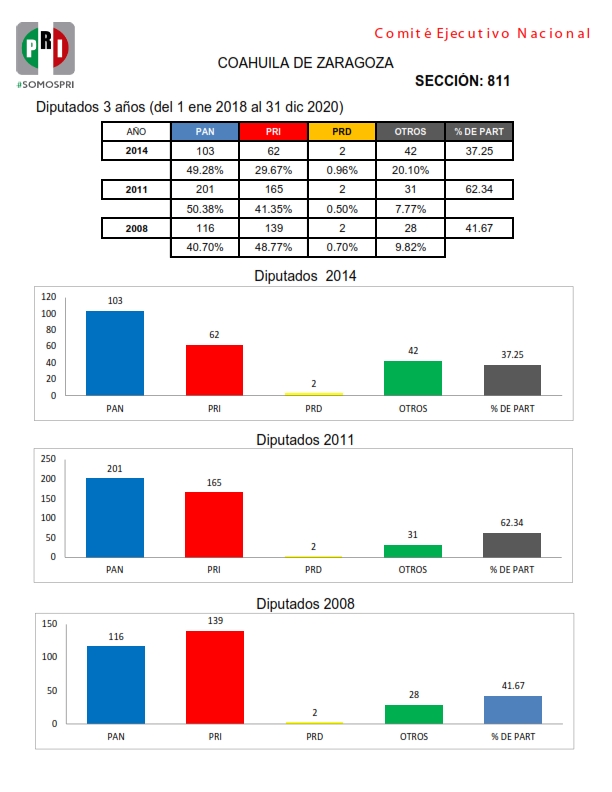 Comité Ejecutivo Nacional
PRI
#SOMOSPRI
COAHUILA DE ZARAGOZA
SECCIÓN: 811
Diputados 3 años (del 1 ene 2018 al 31 dic 2020)
AÑO PAN PRI PRD OTROS % DE PART
2014 103 62 2 42 37.25
49.28% 29.67% 0.96% 20.10%
2011 201 165 2 31 62.34
50.38% 41.35% 0.50% 7.77%
2008 116 139 2 28 41.67
40.70% 48.77% 0.70% 9.82%
Diputados 2014
120
100
80
60
40
20
0
103
62
2
42
37.25
PAN PRI PRD OTROS % DE PART
Diputados 2011
250
200
150
100
50
0
201
165
2
31
62.34
PAN PRI PRD OTROS % DE PART
Diputados 2008
150
100
50
0
116
139
2
28
41.67
PAN PRI PRD OTROS % DE PART